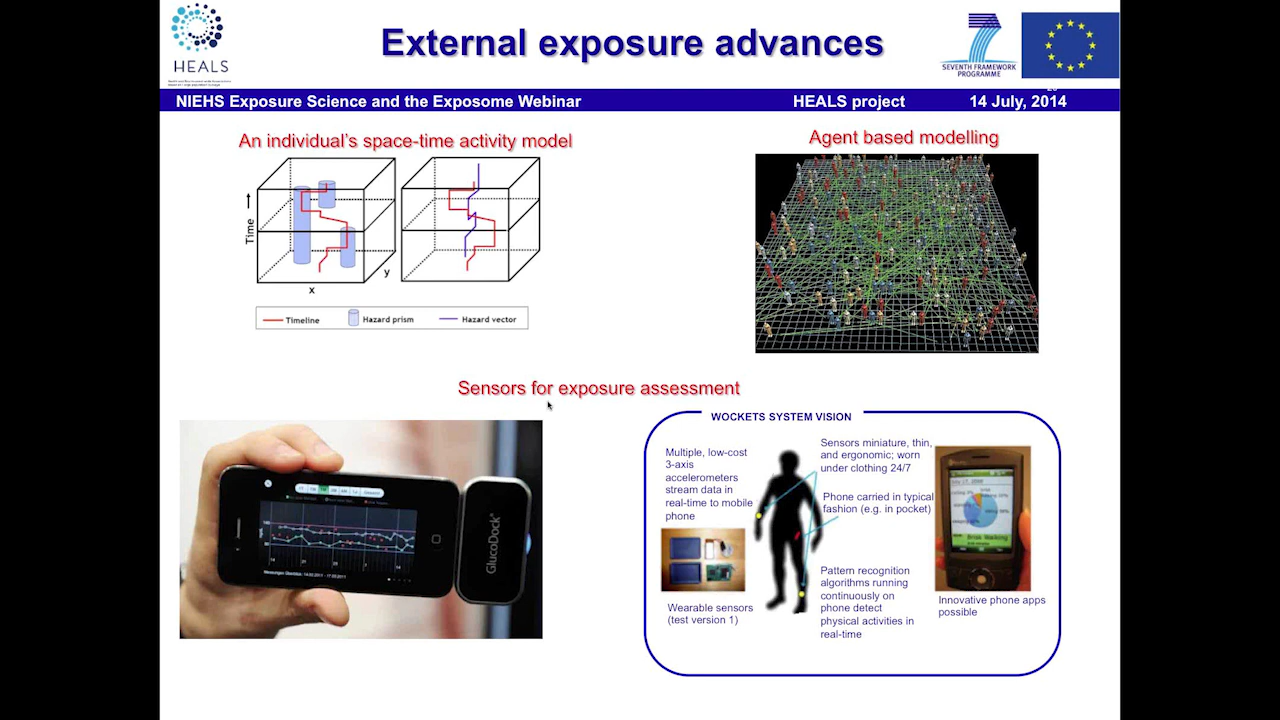 External exposure advances
HEALS
SEVENTH FRAMEWORK
PROGRAMME
NIEHS Exposure Science and the Exposome Webinar
HEALS project
14 July, 2014
An individual's space-time activity model
Agent based modelling
Time
y
x
Timeline
Hazard prism
Hazard vector
Sensors for exposure assessment
GlucoDock
WOCKETS SYSTEM VISION
Multiple, low-cost
3-axis
accelerometers
stream data in
real-time to mobile
phone
Wearable sensors
(test version 1)
Sensors miniature, thin,
and ergonomic; worn
under clothing 24/7
Phone carried in typical
fashion (e.g. in pocket)
Pattern recognition
algorithms running
continuously on
phone detect
physical activities in
real-time
Brisk Walking
Innovative phone apps
possible